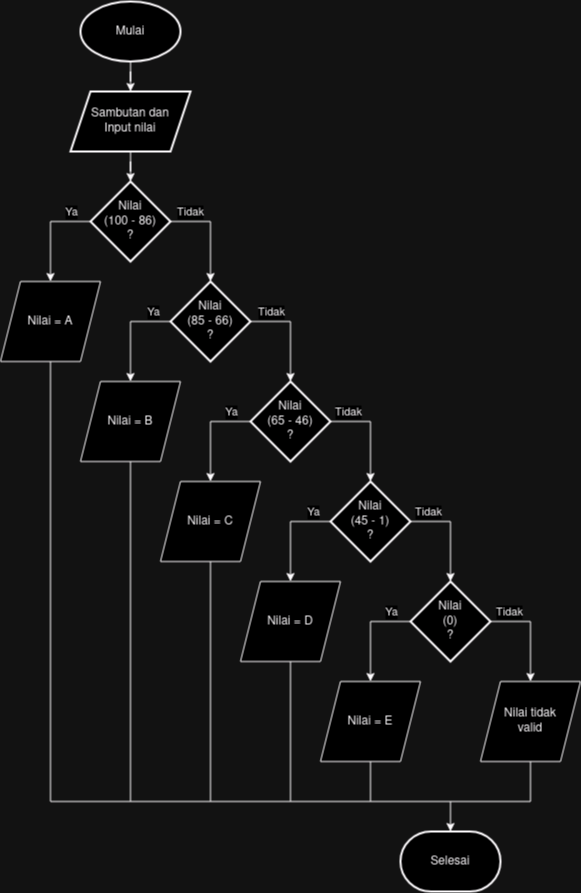 Mulai
Sambutan dan
Input nilai
Nilai
(100 - 86)
?
Ya
Tidak
Nilai = A
Nilai
(85 - 66)
?
Ya
Tidak
Nilai = B
Nilai
(65 - 46)
?
Ya
Tidak
Nilai = C
Nilai
(45 - 1)
?
Ya
Tidak
Nilai = D
Nilai
(0)
?
Ya
Tidak
Nilai = E
Nilai tidak
valid
Selesai